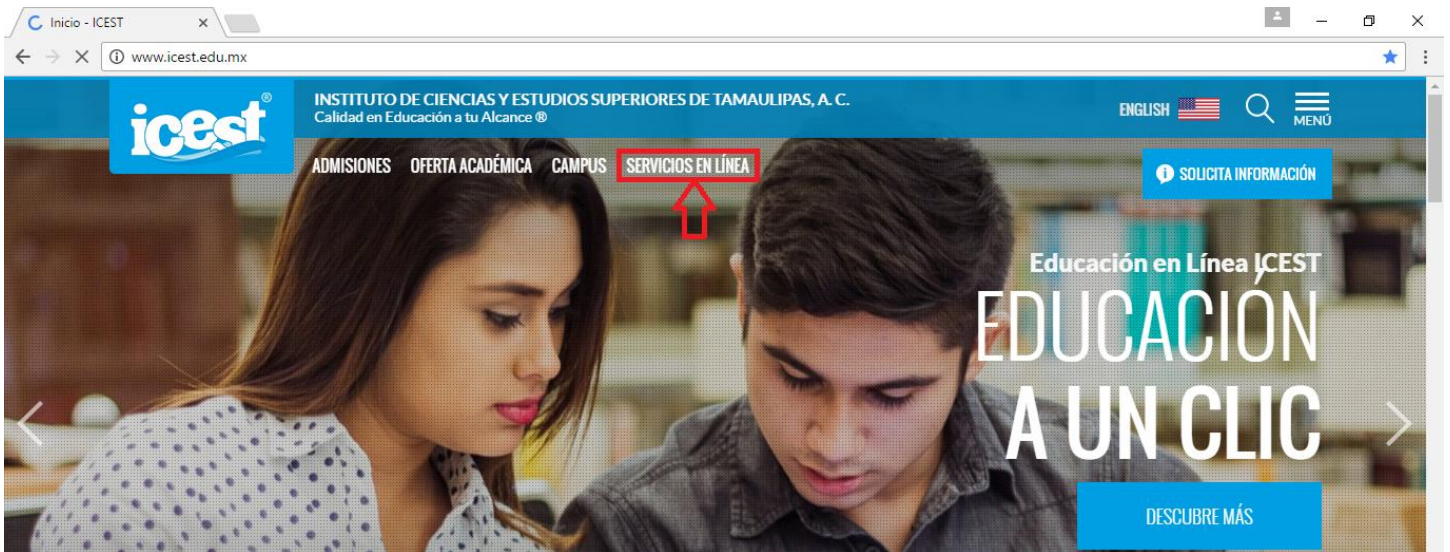 Inicio - ICEST
www.icest.edu.mx
icest®
INSTITUTO DE CIENCIAS Y ESTUDIOS SUPERIORES DE TAMAULIPAS, A. C.
Calidad en Educación a tu Alcance ®
ENGLISH
MENÚ
ADMISIONES OFERTA ACADÉMICA CAMPUS SERVICIOS EN LÍNEA
SOLICITA INFORMACIÓN
Educación en Línea ICEST
EDUCACIÓN
A UN CLIC
DESCUBRE MÁS